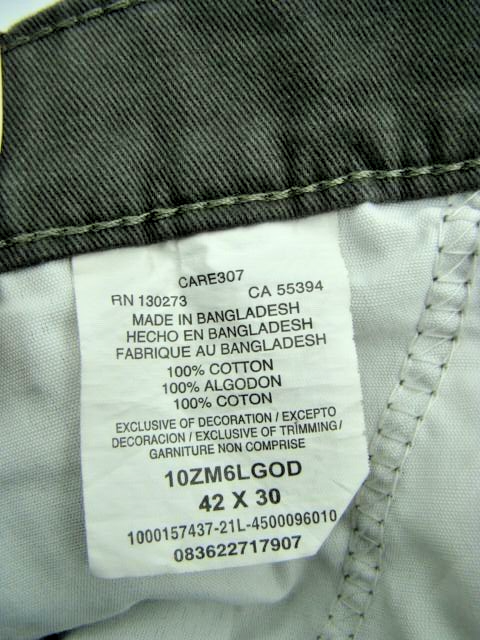 CARE307
RN 130273 CA 55394
MADE IN BANGLADESH
HECHO EN BANGLADESH
FABRIQUE AU BANGLADESH
100% COTTON
100% ALGODON
100% COTON
EXCLUSIVE OF DECORATION / EXCEPTO
DECORACION / EXCLUSIVE OF TRIMMING/
GARNITURE NON COMPRISE
10ZM6LGOD
42 X 30
1000157437-21L-4500096010
083622717907